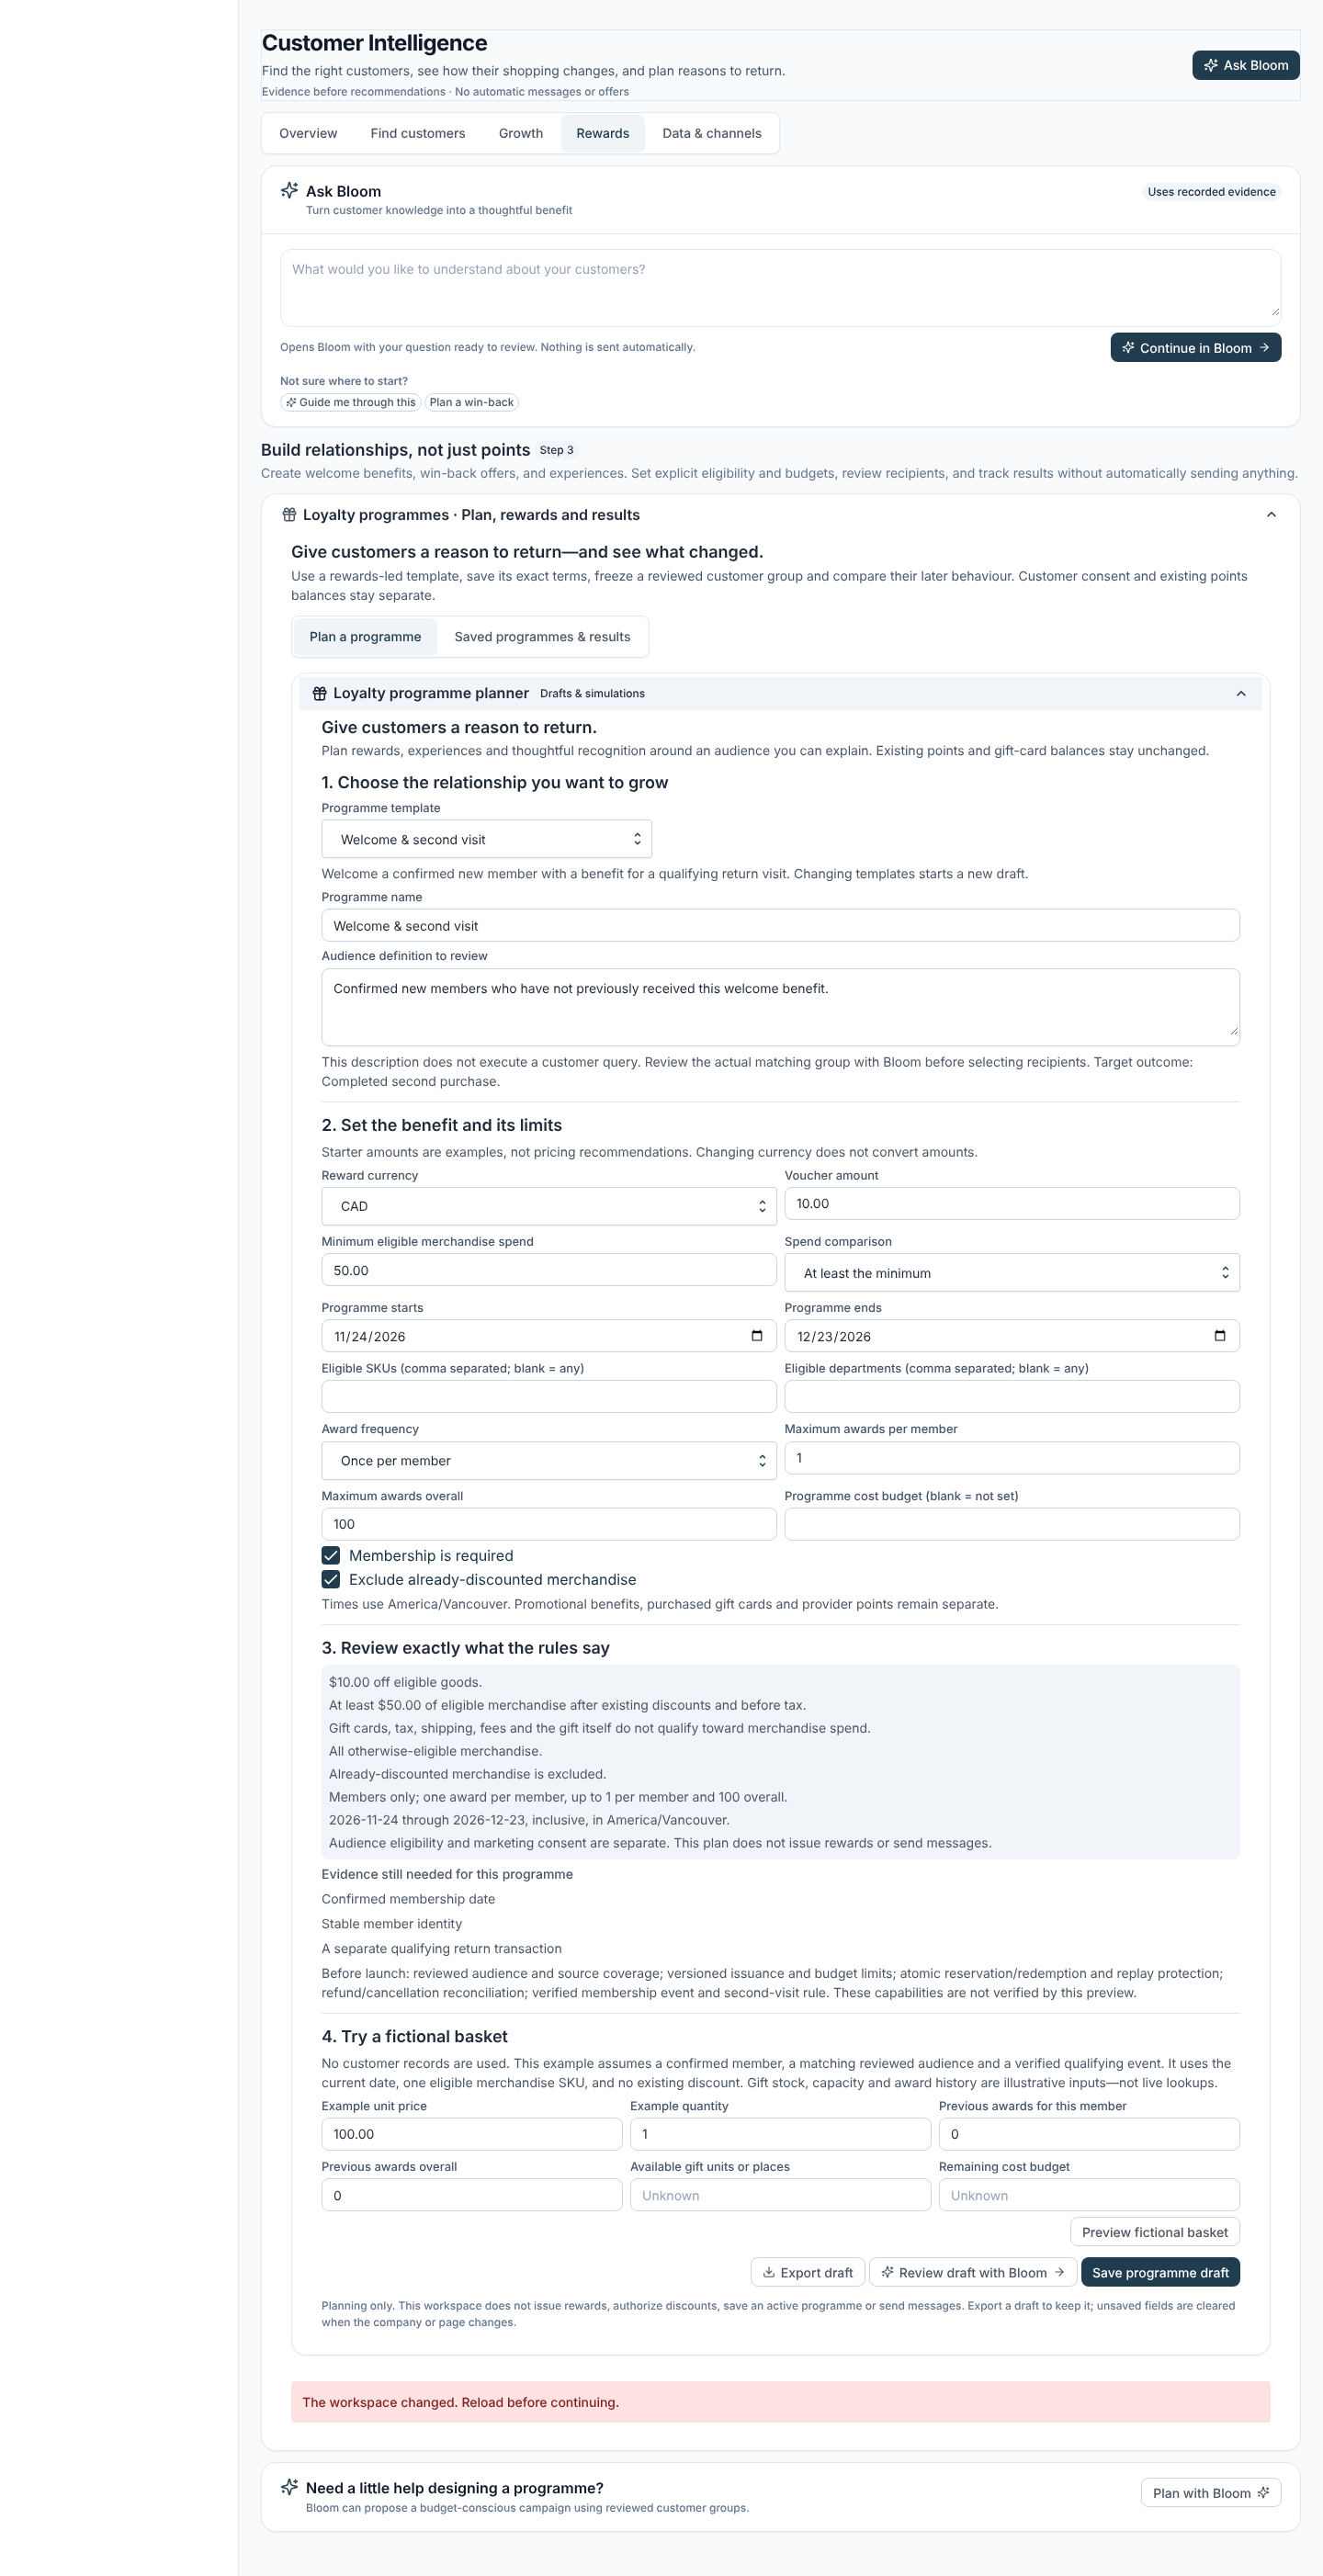 Customer Intelligence
Find the right customers, see how their shopping changes, and plan reasons to return.
Evidence before recommendations · No automatic messages or offers
Ask Bloom
Overview
Find customers
Growth
Rewards
Data & channels
Ask Bloom
Turn customer knowledge into a thoughtful benefit
Uses recorded evidence
What would you like to understand about your customers?
Opens Bloom with your question ready to review. Nothing is sent automatically.
Continue in Bloom
Not sure where to start?
Guide me through this
Plan a win-back
Build relationships, not just points
Step 3
Create welcome benefits, win-back offers, and experiences. Set explicit eligibility and budgets, review recipients, and track results without automatically sending anything.
Loyalty programmes · Plan, rewards and results
Give customers a reason to return—and see what changed.
Use a rewards-led template, save its exact terms, freeze a reviewed customer group and compare their later behaviour. Customer consent and existing points
balances stay separate.
Plan a programme
Saved programmes & results
Loyalty programme planner
Drafts & simulations
Give customers a reason to return.
Plan rewards, experiences and thoughtful recognition around an audience you can explain. Existing points and gift-card balances stay unchanged.
1. Choose the relationship you want to grow
Programme template
Welcome & second visit
Welcome a confirmed new member with a benefit for a qualifying return visit. Changing templates starts a new draft.
Programme name
Welcome & second visit
Audience definition to review
Confirmed new members who have not previously received this welcome benefit.
This description does not execute a customer query. Review the actual matching group with Bloom before selecting recipients. Target outcome:
Completed second purchase.
2. Set the benefit and its limits
Starter amounts are examples, not pricing recommendations. Changing currency does not convert amounts.
Reward currency
Voucher amount
CAD
10.00
Minimum eligible merchandise spend
Spend comparison
50.00
At least the minimum
Programme starts
Programme ends
11/24/2026
12/23/2026
Eligible SKUs (comma separated; blank = any)
Eligible departments (comma separated; blank = any)
Award frequency
Maximum awards per member
Once per member
1
Maximum awards overall
Programme cost budget (blank = not set)
100
Membership is required
Exclude already-discounted merchandise
Times use America/Vancouver. Promotional benefits, purchased gift cards and provider points remain separate.
3. Review exactly what the rules say
$10.00 off eligible goods.
At least $50.00 of eligible merchandise after existing discounts and before tax.
Gift cards, tax, shipping, fees and the gift itself do not qualify toward merchandise spend.
All otherwise-eligible merchandise.
Already-discounted merchandise is excluded.
Members only; one award per member, up to 1 per member and 100 overall.
2026-11-24 through 2026-12-23, inclusive, in America/Vancouver.
Audience eligibility and marketing consent are separate. This plan does not issue rewards or send messages.
Evidence still needed for this programme
Confirmed membership date
Stable member identity
A separate qualifying return transaction
Before launch: reviewed audience and source coverage; versioned issuance and budget limits; atomic reservation/redemption and replay protection;
refund/cancellation reconciliation; verified membership event and second-visit rule. These capabilities are not verified by this preview.
4. Try a fictional basket
No customer records are used. This example assumes a confirmed member, a matching reviewed audience and a verified qualifying event. It uses the
current date, one eligible merchandise SKU, and no existing discount. Gift stock, capacity and award history are illustrative inputs—not live lookups.
Example unit price
Example quantity
Previous awards for this member
100.00
1
0
Previous awards overall
Available gift units or places
Remaining cost budget
0
Unknown
Unknown
Preview fictional basket
Export draft
Review draft with Bloom
Save programme draft
Planning only. This workspace does not issue rewards, authorize discounts, save an active programme or send messages. Export a draft to keep it; unsaved fields are cleared
when the company or page changes.
The workspace changed. Reload before continuing.
Need a little help designing a programme?
Bloom can propose a budget-conscious campaign using reviewed customer groups.
Plan with Bloom